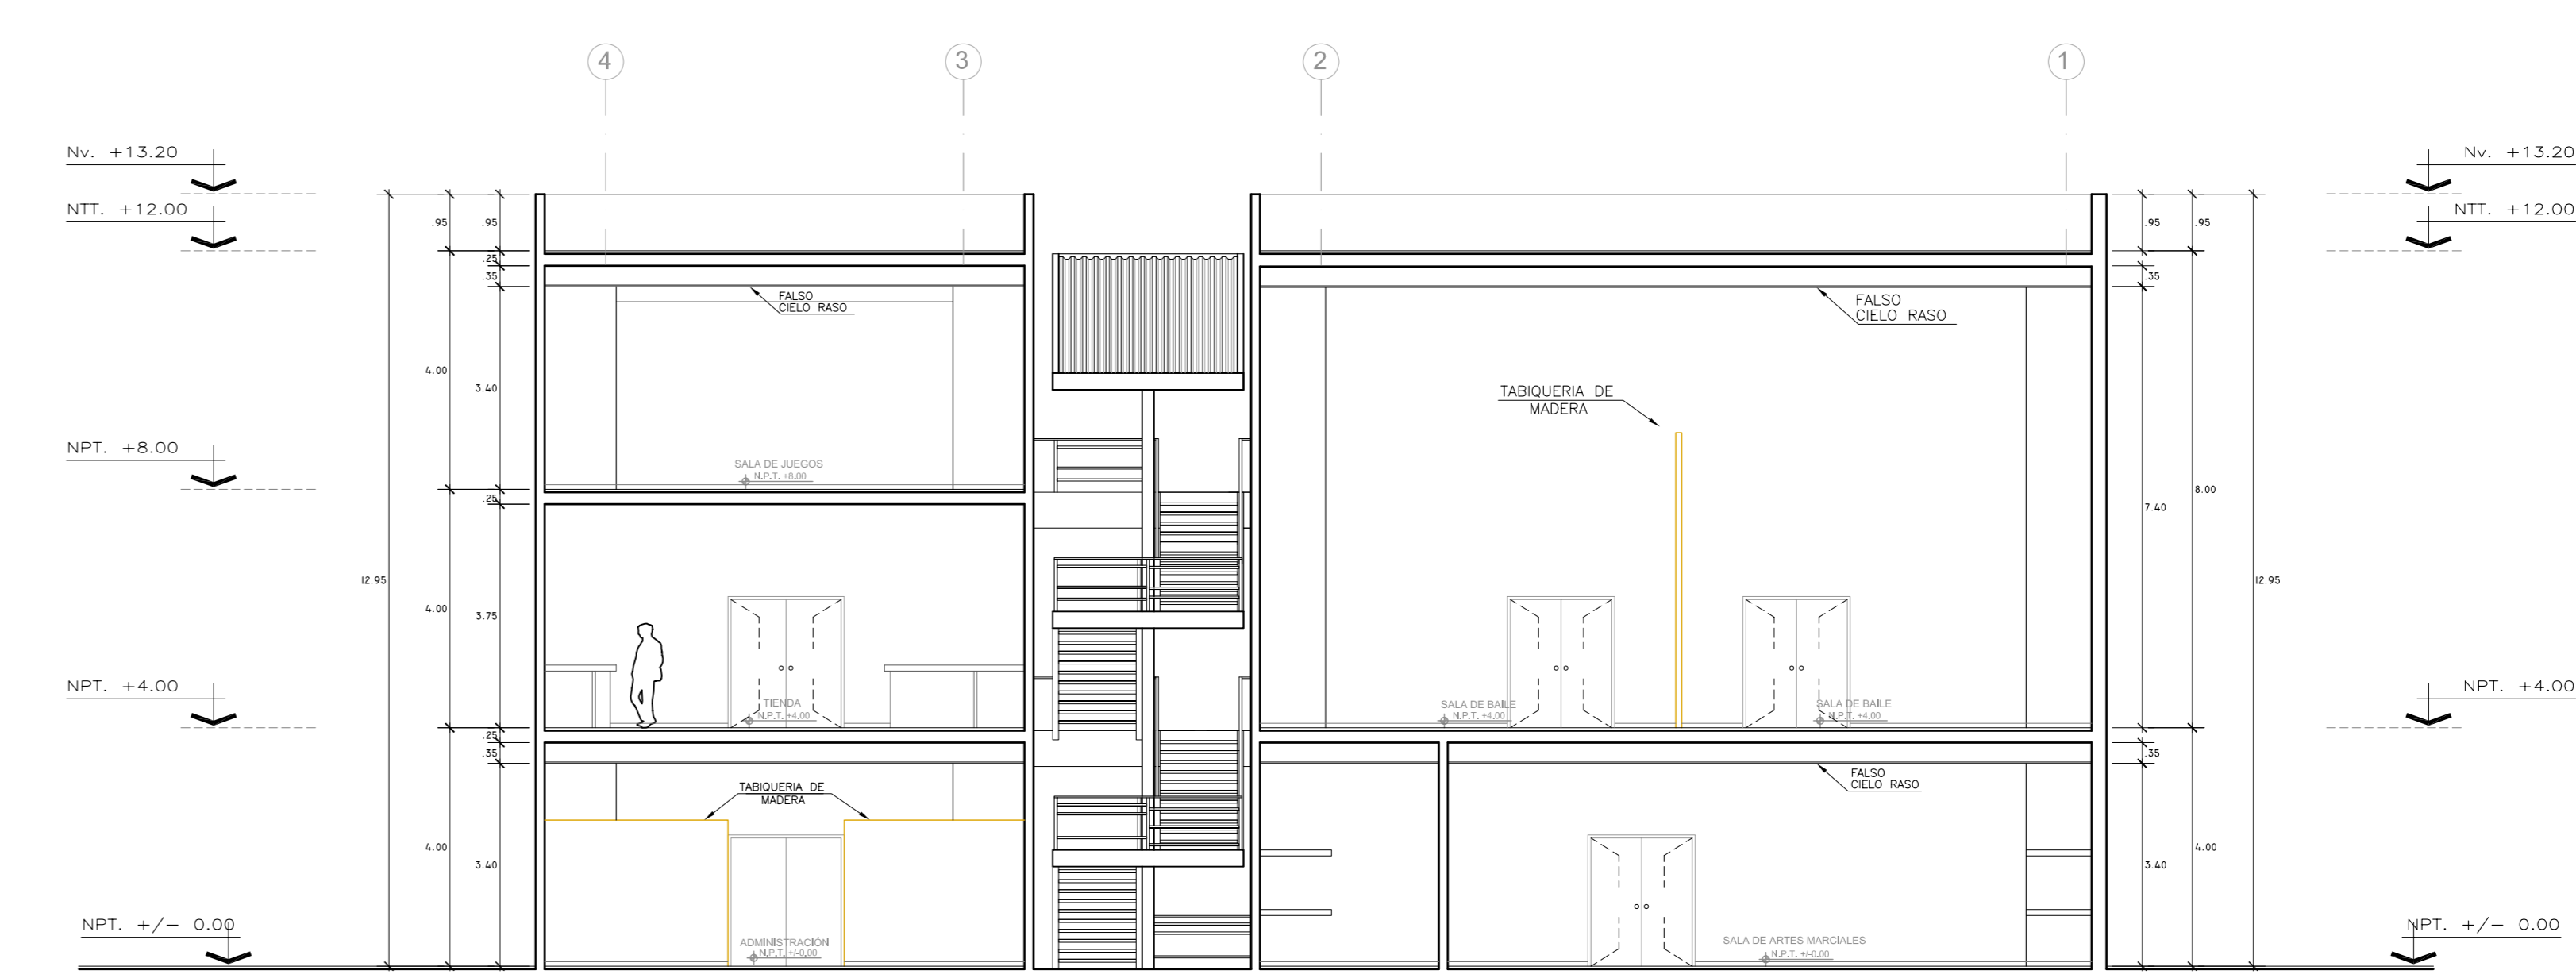 4
3
2
1
Nv. +13.20
Nv. +13.20
NTT. +12.00
NTT. +12.00
.95
.95
.95
.95
.25
.35
.35
FALSO
CIELO RASO
FALSO
CIELO RASO
4.00
3.40
TABIQUERIA DE
MADERA
NPT. +8.00
SALA DE JUEGOS
N.P.T. +8.00
.25
7.40
8.00
12.95
12.95
4.00
3.75
NPT. +4.00
NPT. +4.00
TIENDA
N.P.T. +4.00
SALA DE BAILE
N.P.T. +4.00
SALA DE BAILE
N.P.T. +4.00
.25
.35
.35
TABIQUERIA DE
MADERA
FALSO
CIELO RASO
4.00
3.40
3.40
4.00
NPT. +/- 0.00
NPT. +/- 0.00
ADMINISTRACIÓN
N.P.T. +/-0.00
SALA DE ARTES MARCIALES
N.P.T. +/-0.00